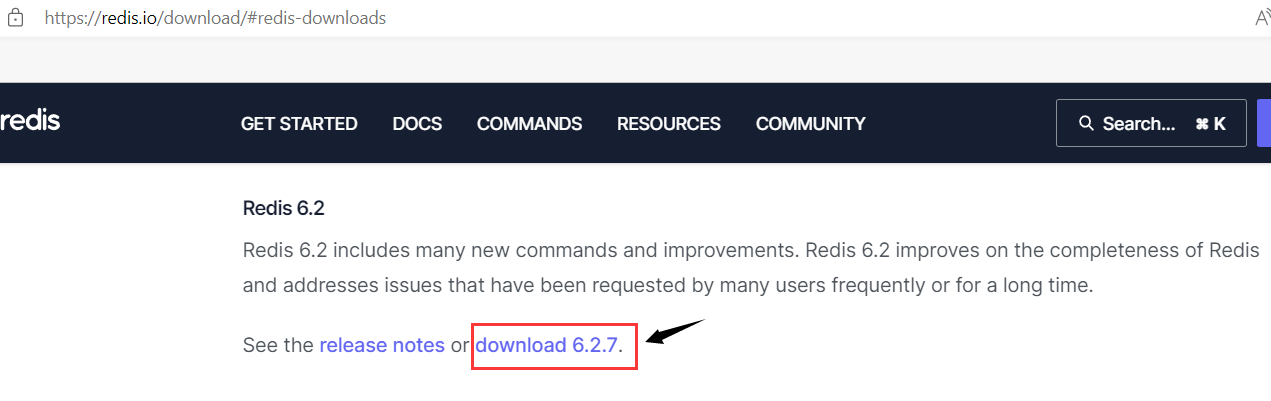 https://redis.io/download/#redis-downloads
redis GET STARTED DOCS COMMANDS RESOURCES COMMUNITY Search... ⌘ K
Redis 6.2
Redis 6.2 includes many new commands and improvements. Redis 6.2 improves on the completeness of Redis
and addresses issues that have been requested by many users frequently or for a long time.
See the release notes or download 6.2.7.